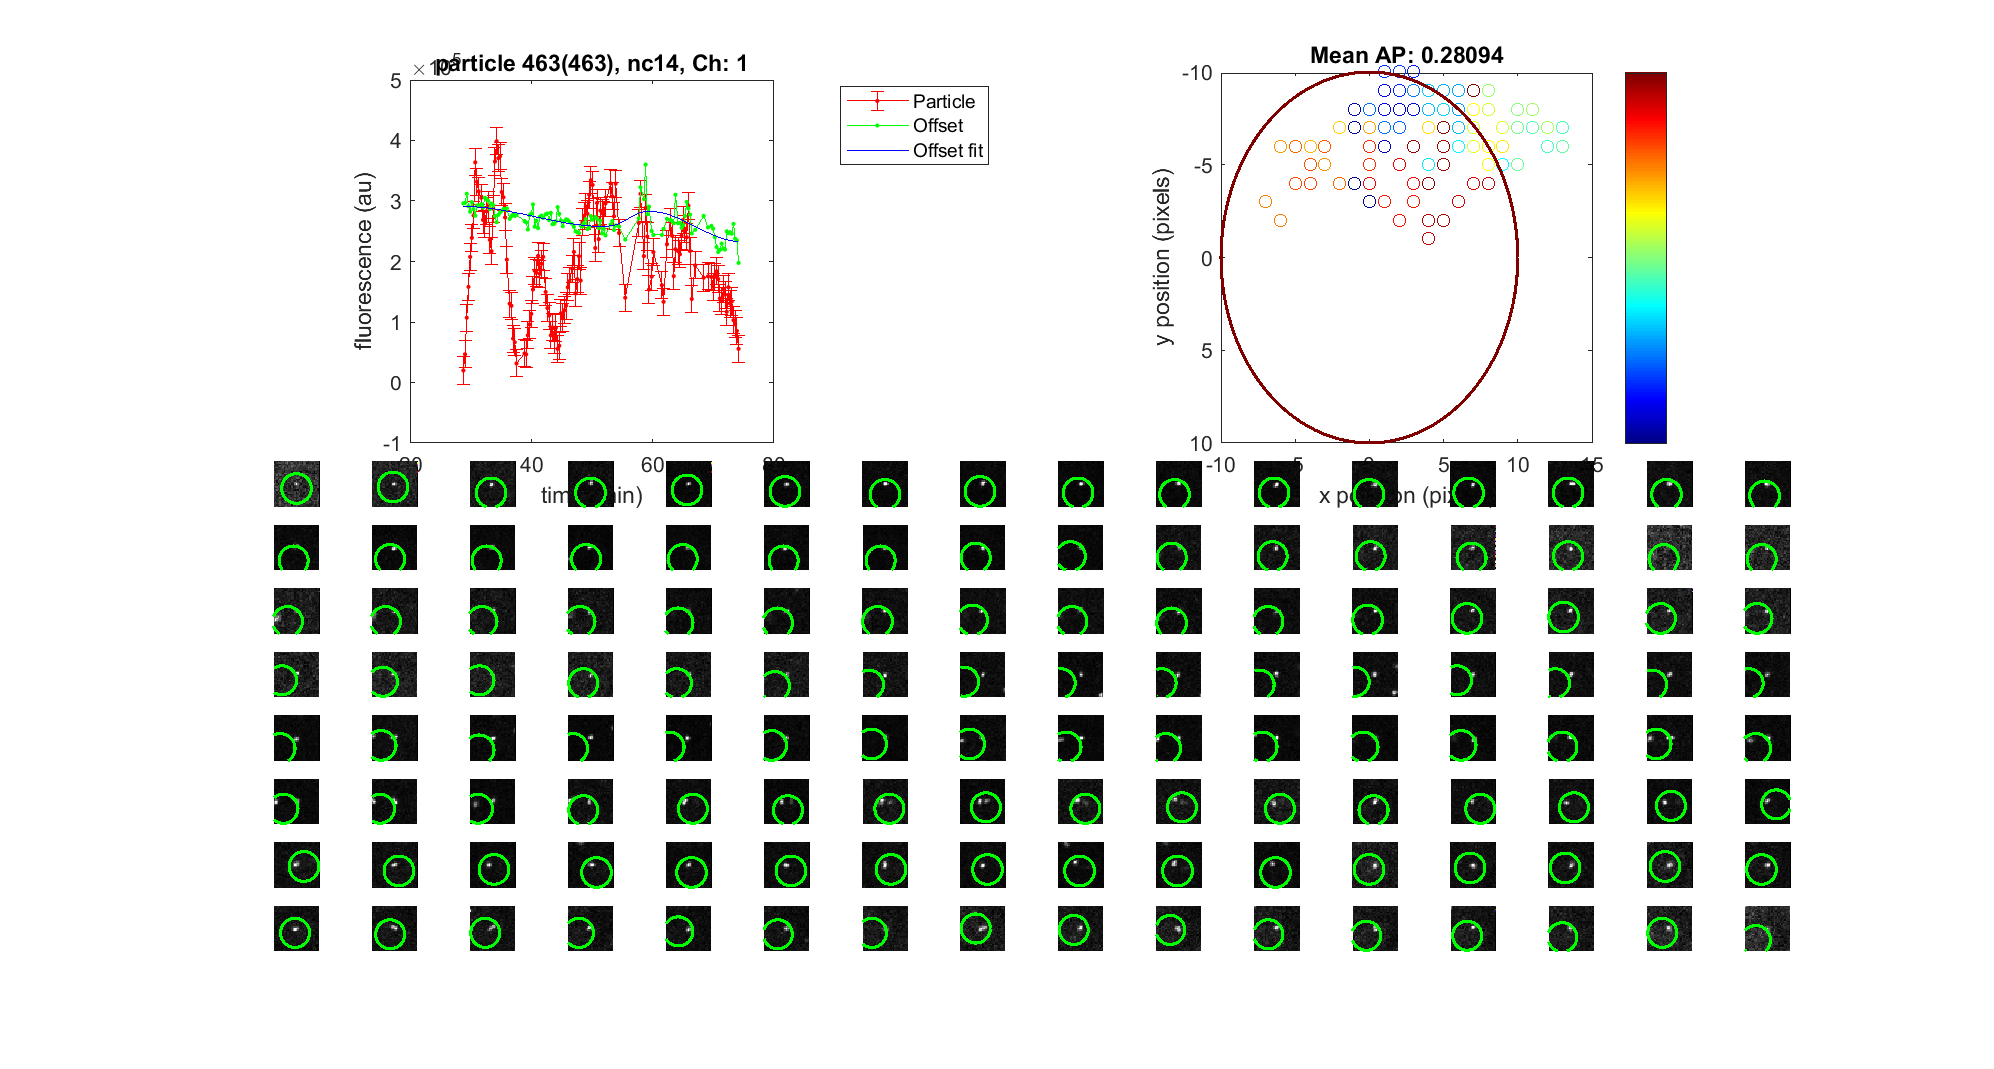 particle 463(463), nc14, Ch: 1
×10^5
5
4
3
2
1
0
-1
40
60
fluorescence (au)
Particle
Offset
Offset fit
Mean AP: 0.28094
-10
-5
0
5
10
-10
5
10
15
y position (pixels)